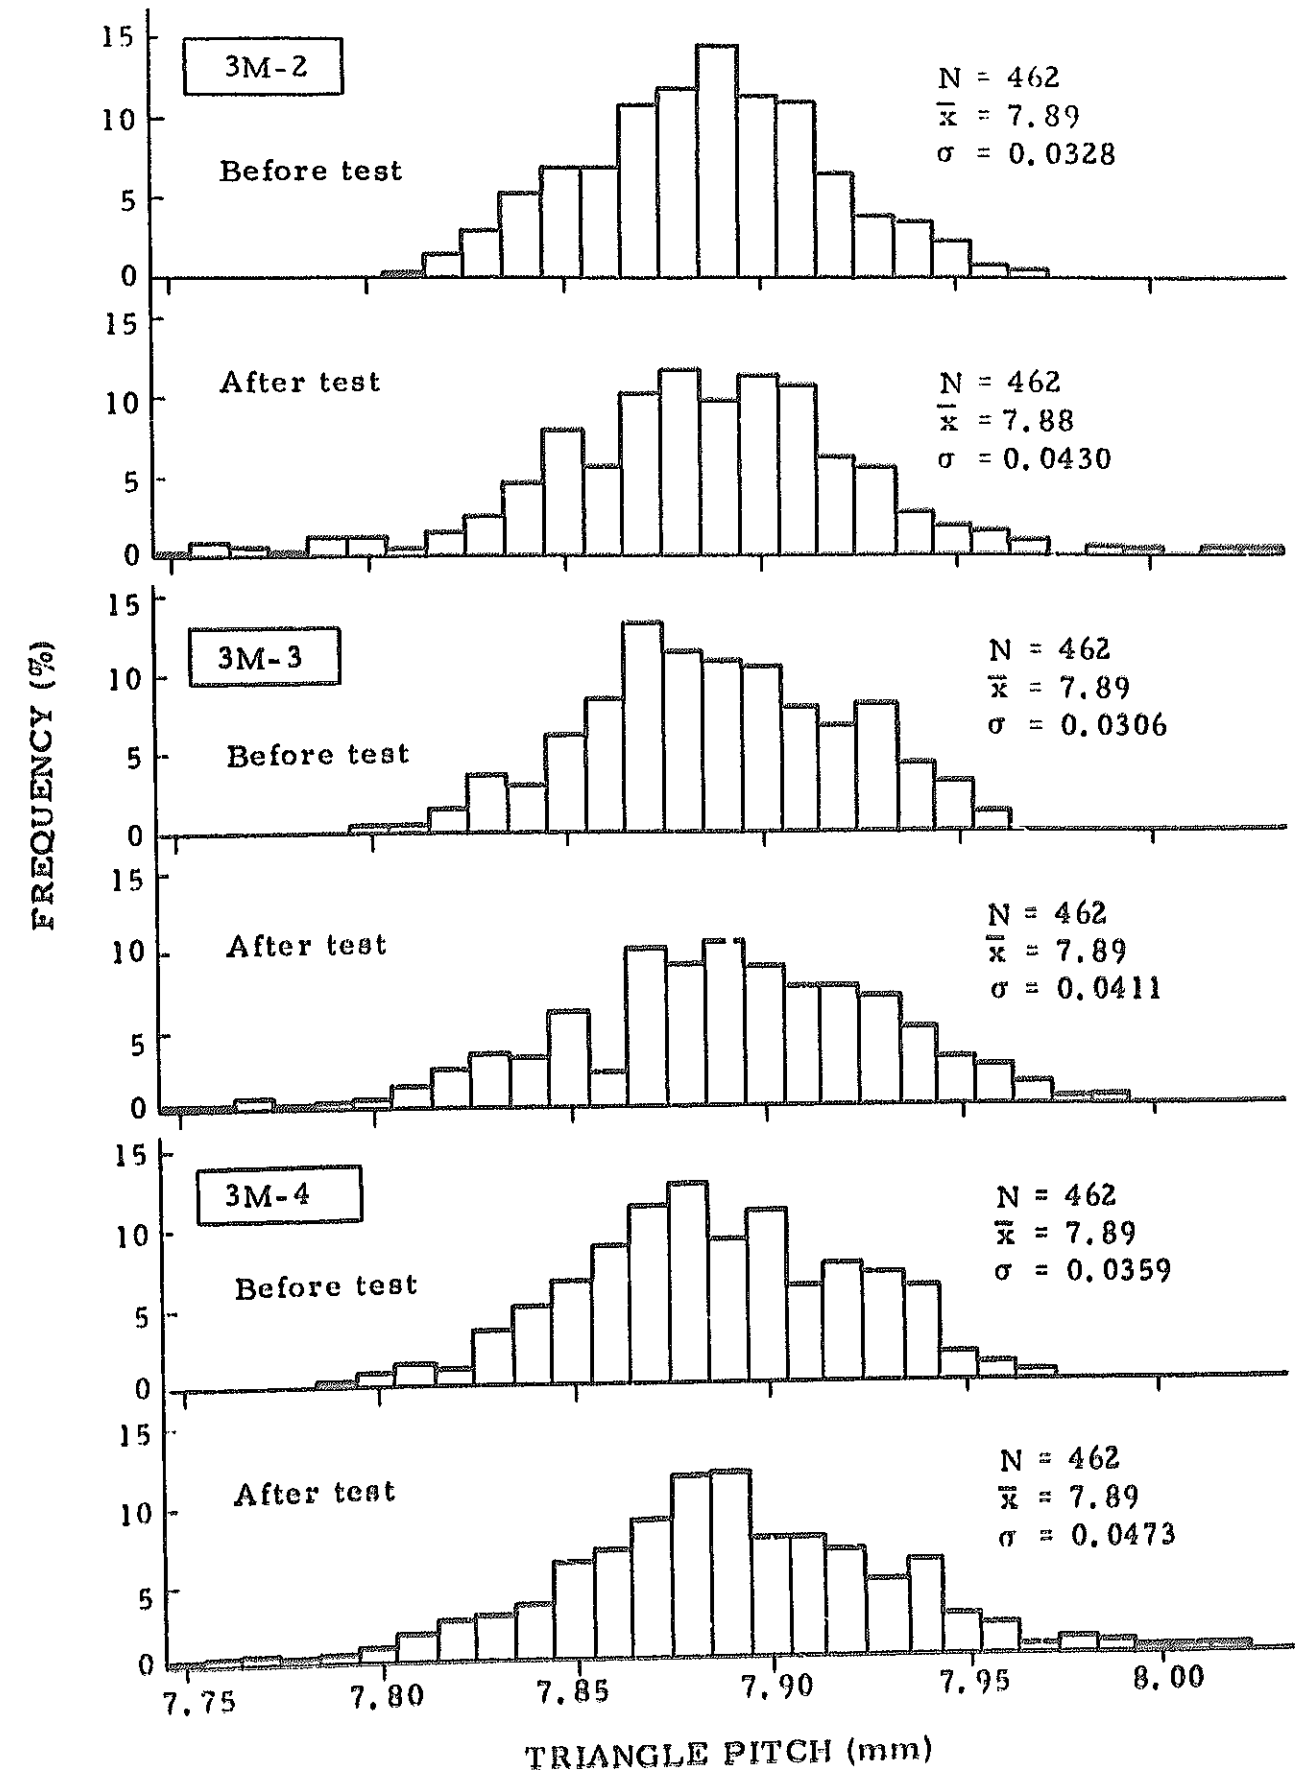 FREQUENCY (%)
15
10
5
0
3M-2
Before test
N = 462
x̄ = 7.89
σ = 0.0328
15
10
5
0
After test
N = 462
x̄ = 7.88
σ = 0.0430
15
10
5
0
3M-3
Before test
N = 462
x̄ = 7.89
σ = 0.0306
15
10
5
0
After test
N = 462
x̄ = 7.89
σ = 0.0411
15
10
5
0
3M-4
Before test
N = 462
x̄ = 7.89
σ = 0.0359
15
10
5
0
After test
N = 462
x̄ = 7.89
σ = 0.0473
7.75 7.80 7.85 7.90 7.95 8.00
TRIANGLE PITCH (mm)